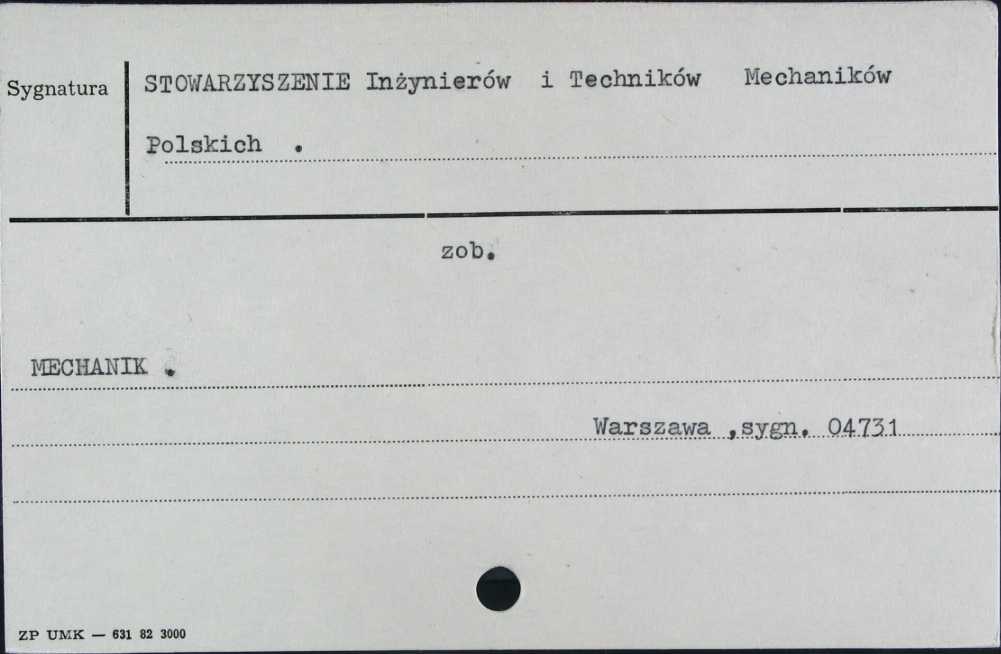 Sygnatura
STOWARZYSZENIE Inżynierów i Techników Mechaników
Polskich .
zob.
MECHANIK .
Warszawa ,sygn. 04731
ZP UMK — 631 82 3000